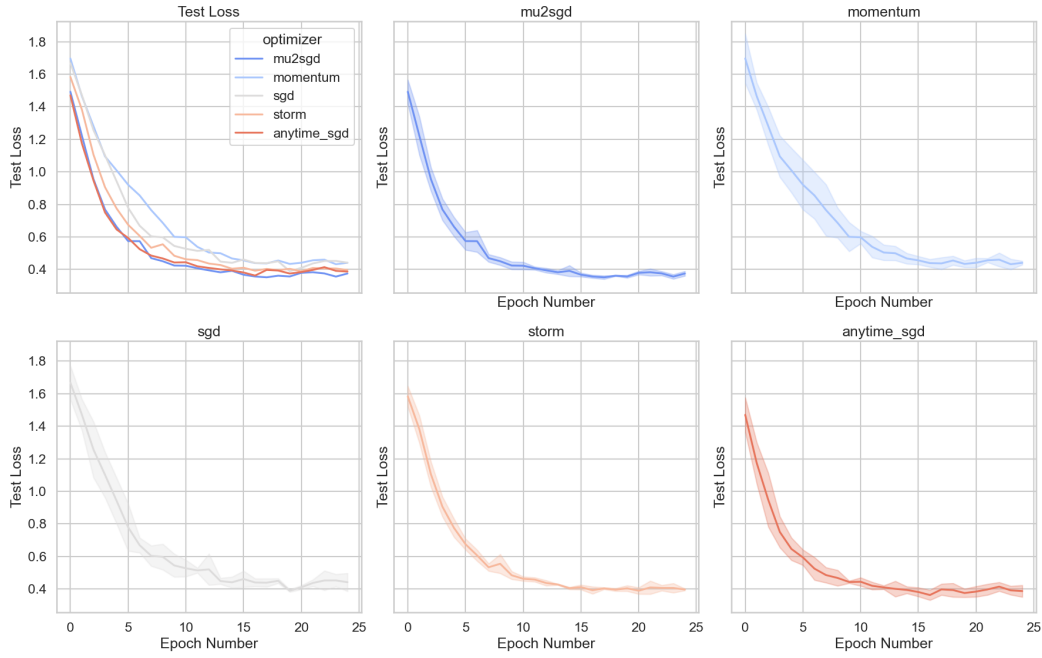 Test Loss
mu2sgd
momentum
1.8
1.6
1.4
1.2
1.0
0.8
0.6
0.4
Test Loss
optimizer
mu2sgd
momentum
sgd
storm
anytime_sgd
Test Loss
Epoch Number
Test Loss
Epoch Number
sgd
storm
anytime_sgd
1.8
1.6
1.4
1.2
1.0
0.8
0.6
0.4
Test Loss
0 5 10 15 20 25
Epoch Number
Test Loss
0 5 10 15 20 25
Epoch Number
Test Loss
0 5 10 15 20 25
Epoch Number